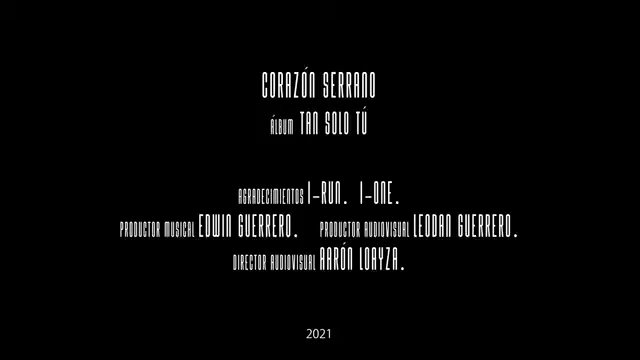 CORAZÓN SERRANO
ÁLBUM TAN SOLO TÚ
AGRADECIMIENTOS I-RUN. I-ONE.
PRODUCTOR MUSICAL EDWIN GUERRERO. PRODUCTOR AUDIOVISUAL LEODAN GUERRERO.
DIRECTOR AUDIOVISUAL AARÓN LOAYZA.
2021